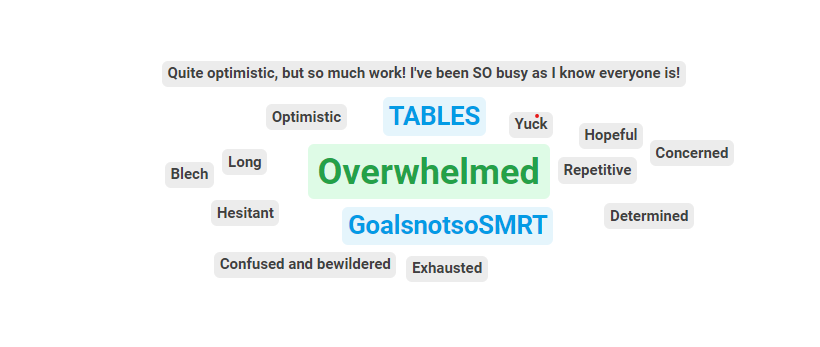 Quite optimistic, but so much work! I've been SO busy as I know everyone is!
Optimistic
TABLES
Yuck
Hopeful
Concerned
Blech
Long
Overwhelmed
Repetitive
Hesitant
GoalsnotsoSMRT
Determined
Confused and bewildered
Exhausted